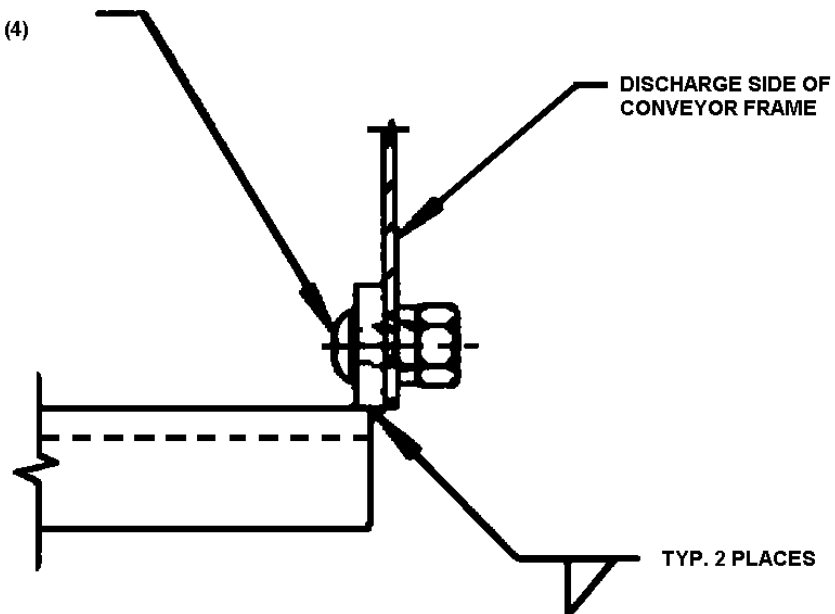 (4)
DISCHARGE SIDE OF
CONVEYOR FRAME
TYP. 2 PLACES